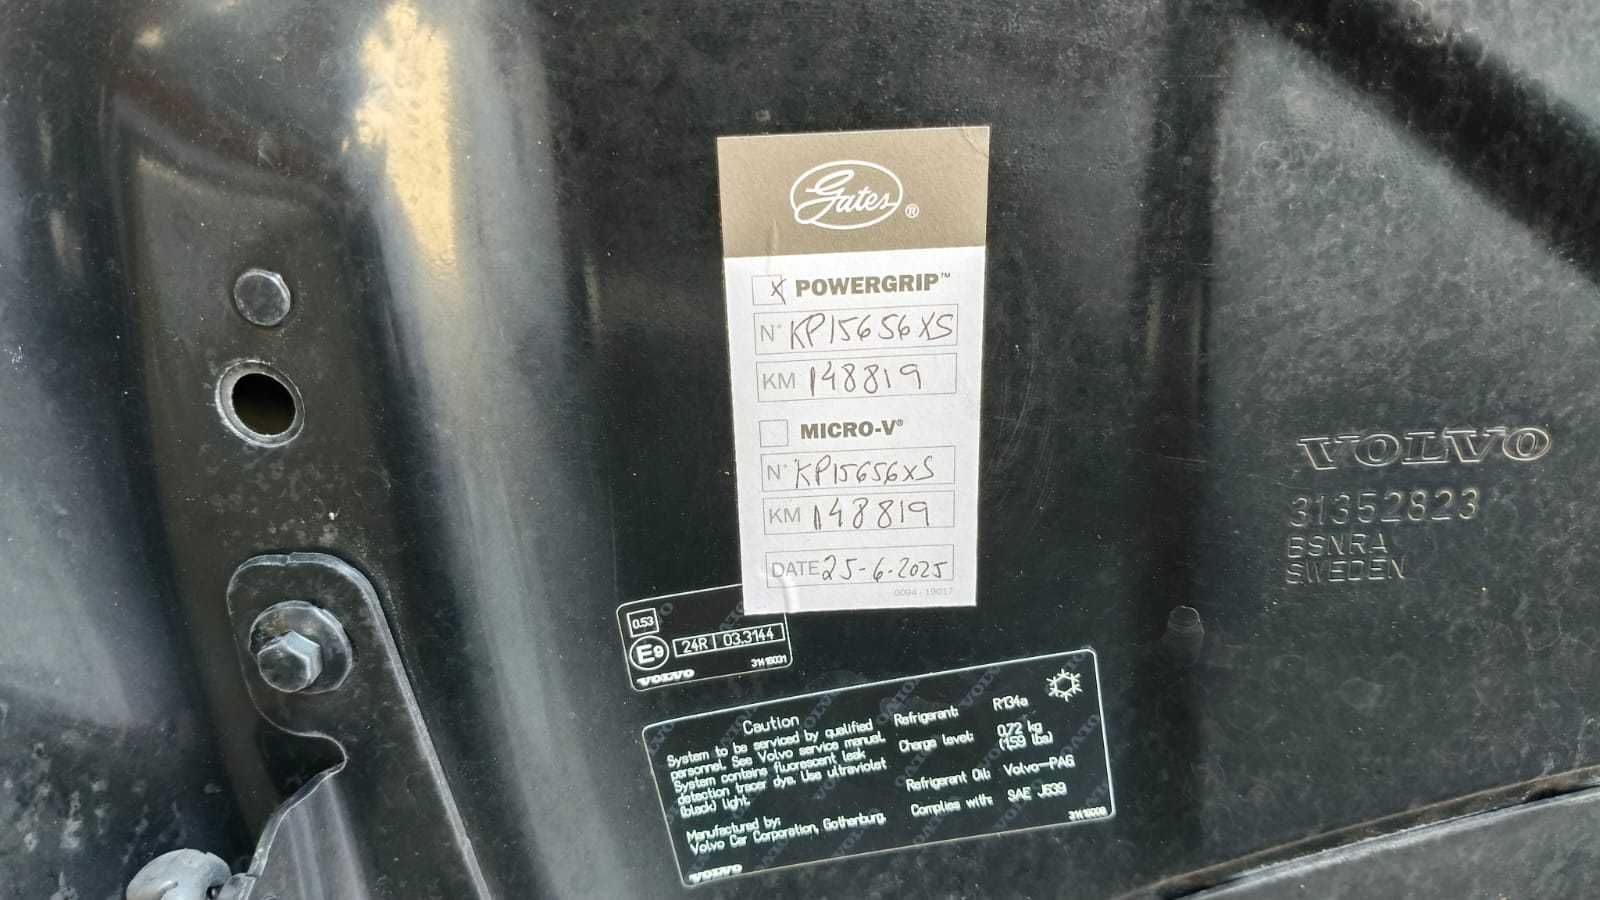 Gates®
X POWERGRIP™
N° KP15656XS
KM 148819
MICRO-V®
N° KP15656XS
KM 148819
DATE 25-6-2025
0094 - 19017
VOLVO
31352823
BSNRA
SWEDEN
0.53
E9 24R 03.3144
31416031
VOLVO
Caution
System to be serviced by qualified
personnel. See Volvo service manual.
System contains fluorescent leak
detection tracer dye. Use ultraviolet
(black) light.
Manufactured by:
Volvo Car Corporation, Gothenburg.
VOLVO
Refrigerant: R134a
Charge level: 0.72 kg
(1.59 lbs)
Refrigerant Oil: Volvo-PAG
Complies with: SAE J639